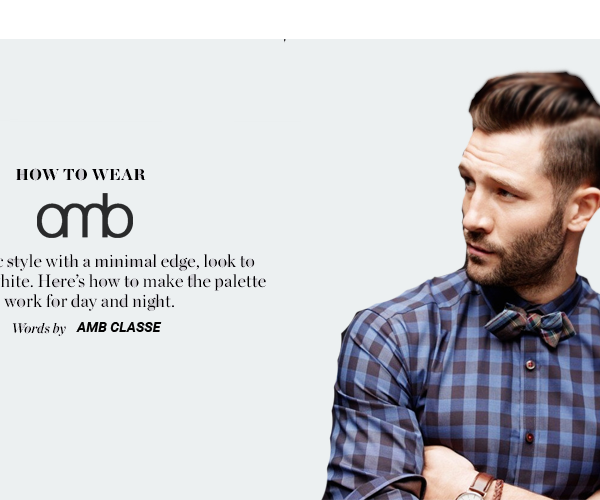 HOW TO WEAR
amb
style with a minimal edge, look to
hite. Here's how to make the palette
work for day and night.
Words by AMB CLASSE